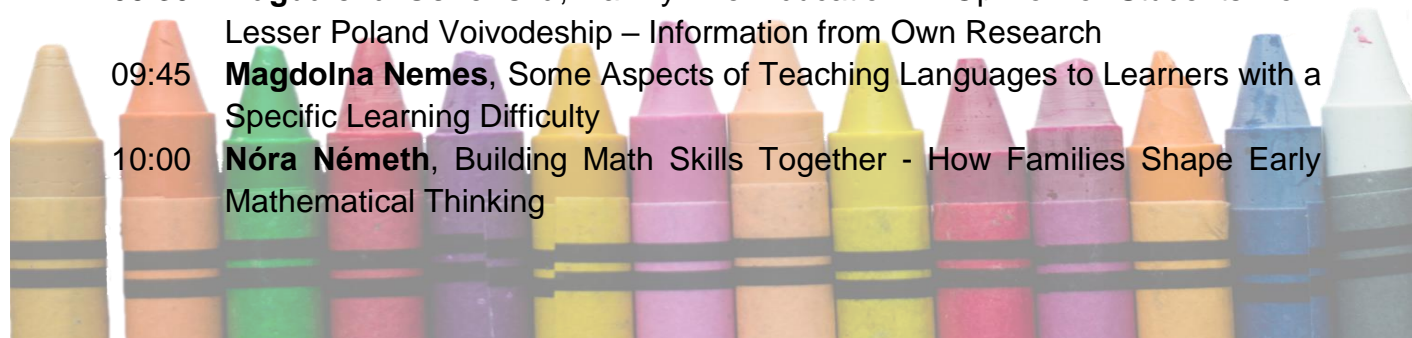 Lesser Poland Voivodeship – Information from Own Research
09:45 Magdolna Nemes, Some Aspects of Teaching Languages to Learners with a
Specific Learning Difficulty
10:00 Nóra Németh, Building Math Skills Together - How Families Shape Early
Mathematical Thinking